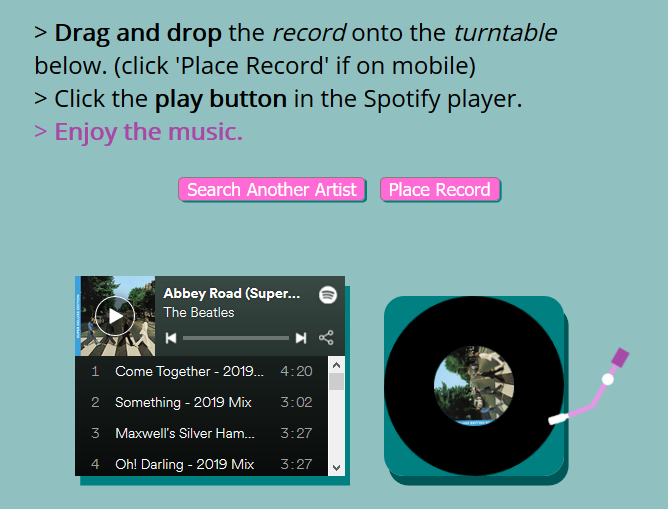 > Drag and drop the record onto the turntable
below. (click 'Place Record' if on mobile)
> Click the play button in the Spotify player.
> Enjoy the music.
Search Another Artist
Place Record
Abbey Road (Super...
The Beatles
1 Come Together - 2019... 4:20
2 Something - 2019 Mix 3:02
3 Maxwell's Silver Ham... 3:27
4 Oh! Darling - 2019 Mix 3:27